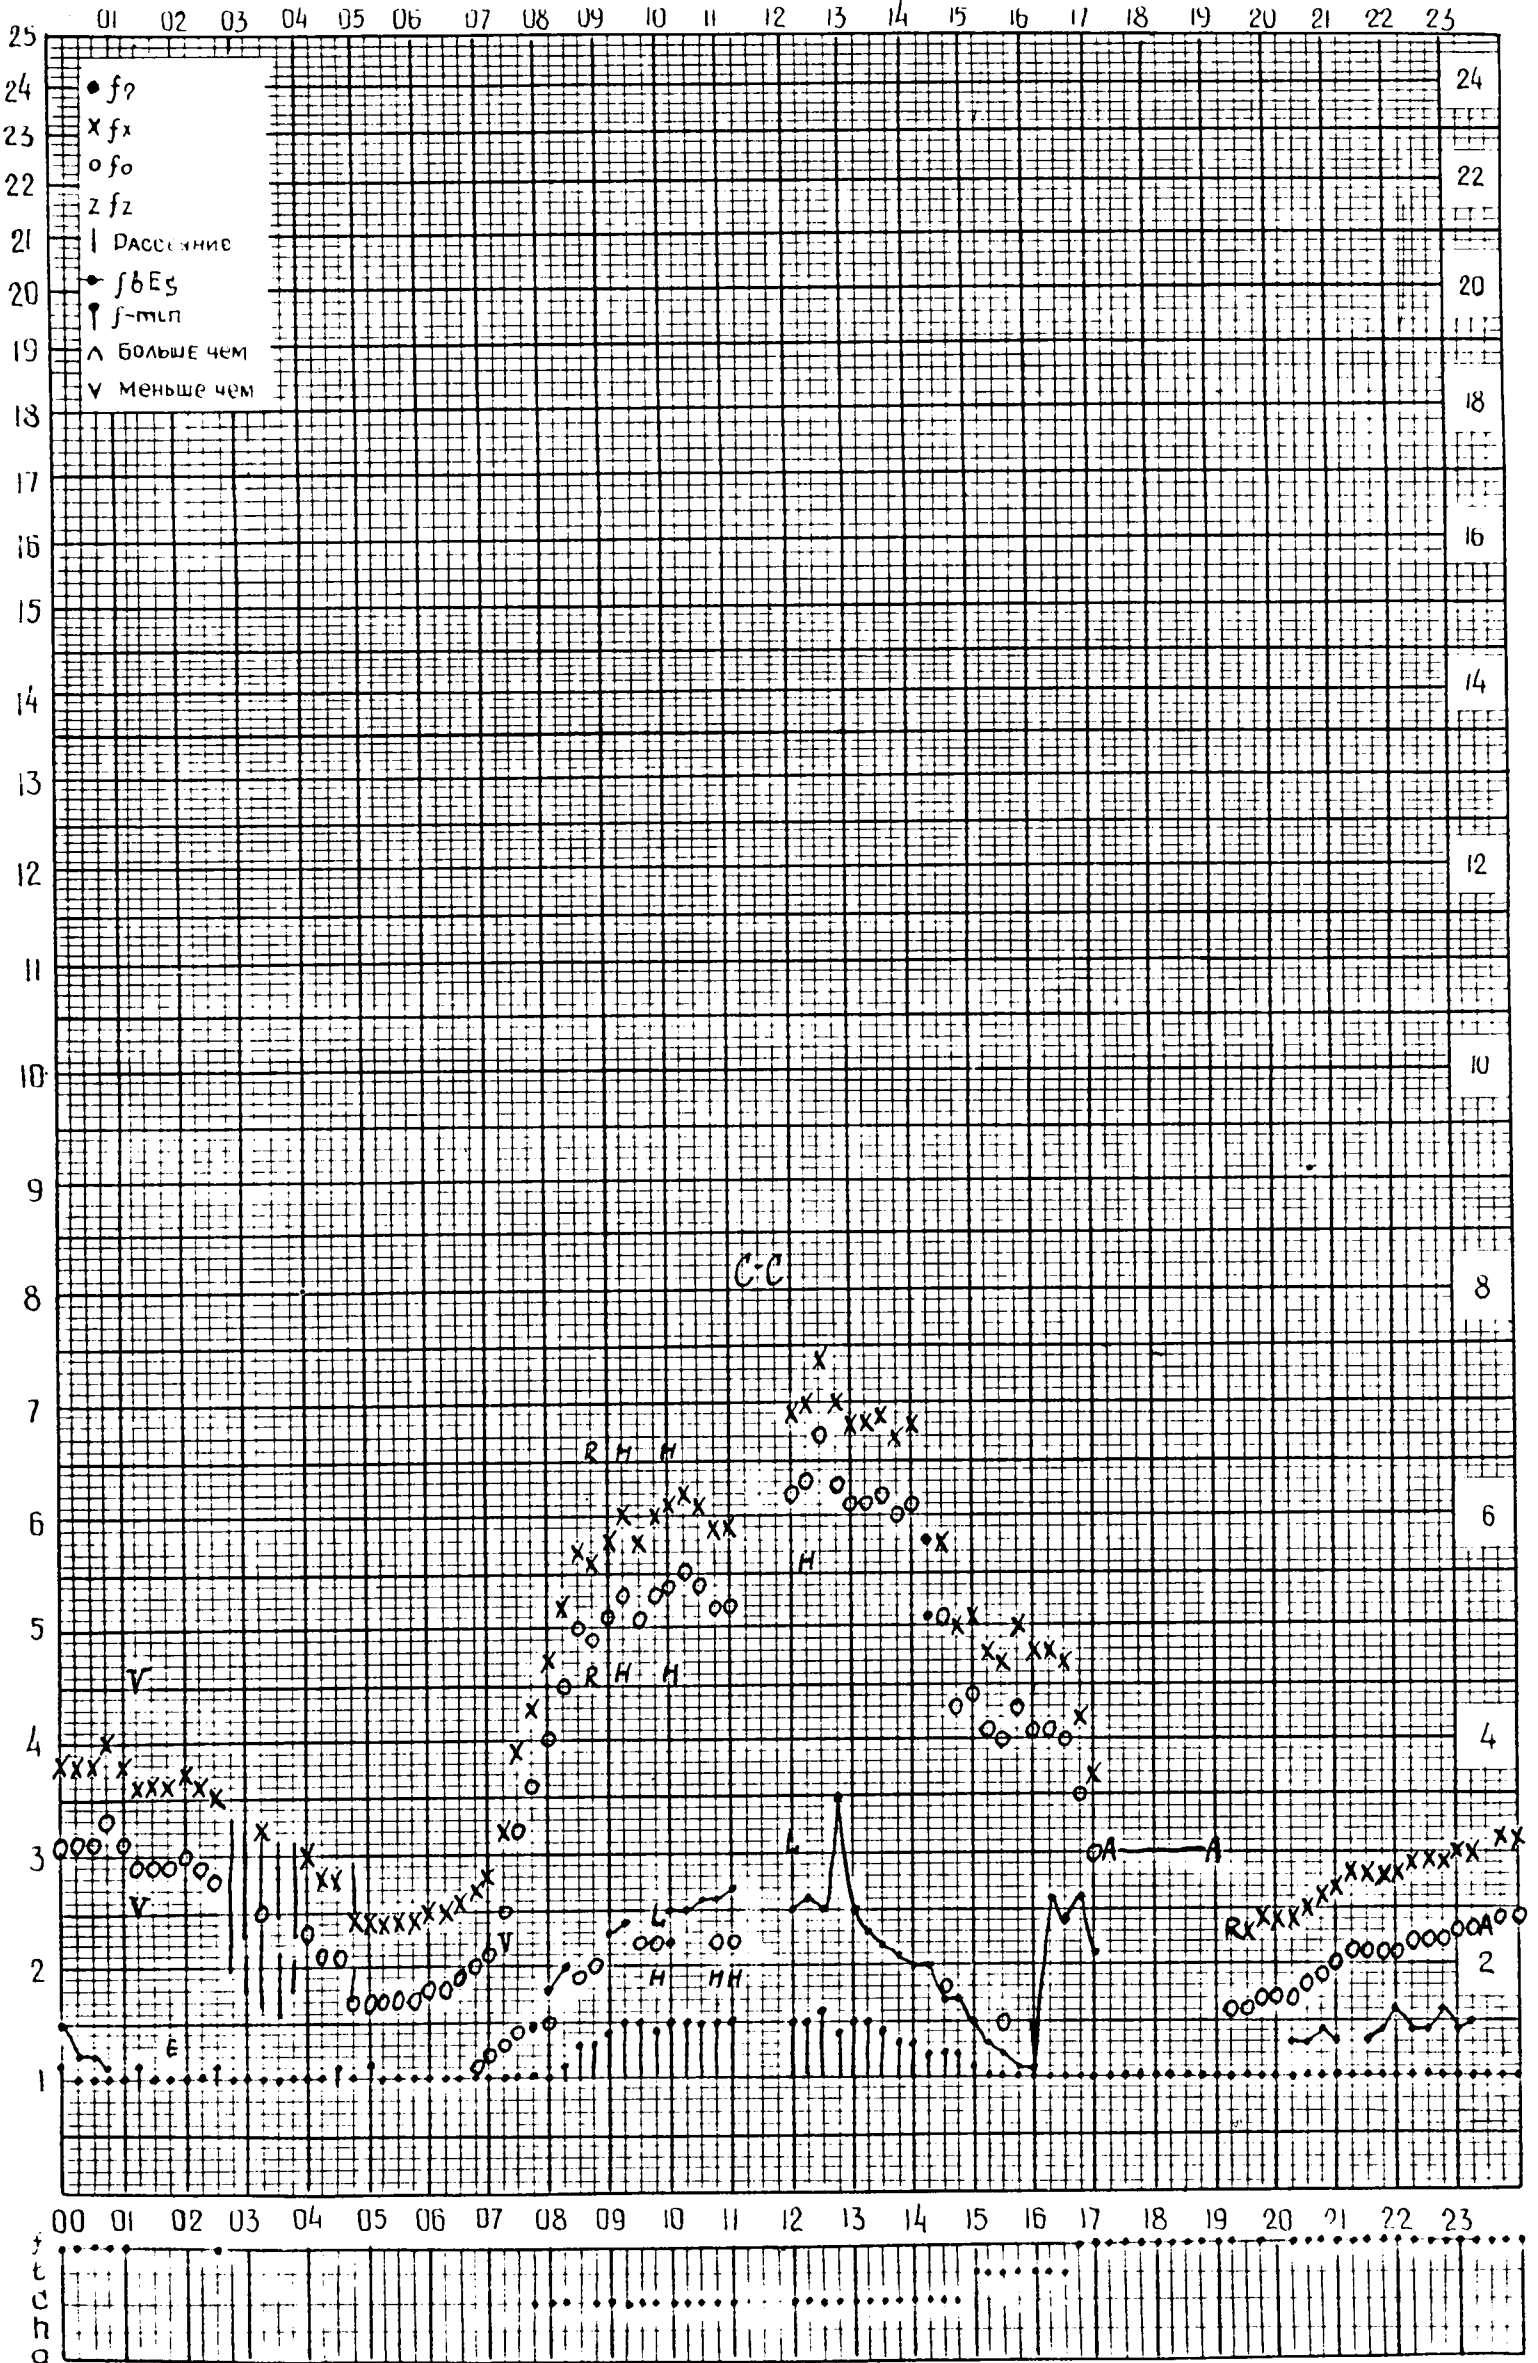 01 02 03 04 05 06 07 08 09 10 11 12 13 14 15 16 17 18 19 20 21 22 23
25
24 24
23
22 22
21
20 20
19
18 18
17
16 16
15
14 14
13
12 12
11
10 10
9
8 8
7
6 6
5
4 4
3
2 2
1
• f?
x fx
o fo
z fz
| Рассеяние
fbEs
f-min
∧ Больше чем
∨ Меньше чем
C-C
R H H
H
R H H
V
L
A A
V
L
V
R A
H H H
E
00 01 02 03 04 05 06 07 08 09 10 11 12 13 14 15 16 17 18 19 20 21 22 23
f
t
d
h
g